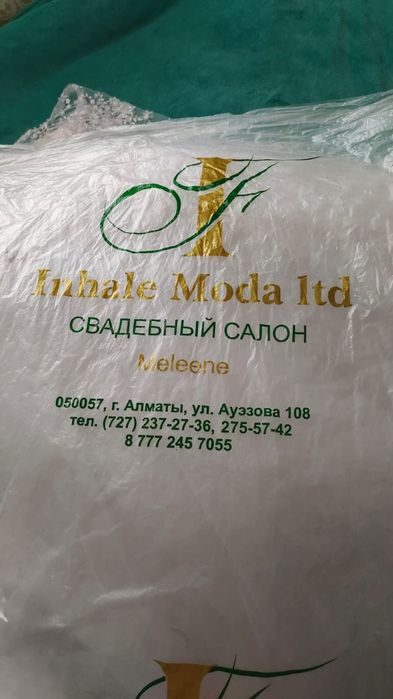 Inhale Moda ltd
СВАДЕБНЫЙ САЛОН
Meleene
050057, г. Алматы, ул. Ауэзова 108
тел. (727) 237-27-36, 275-57-42
8 777 245 7055